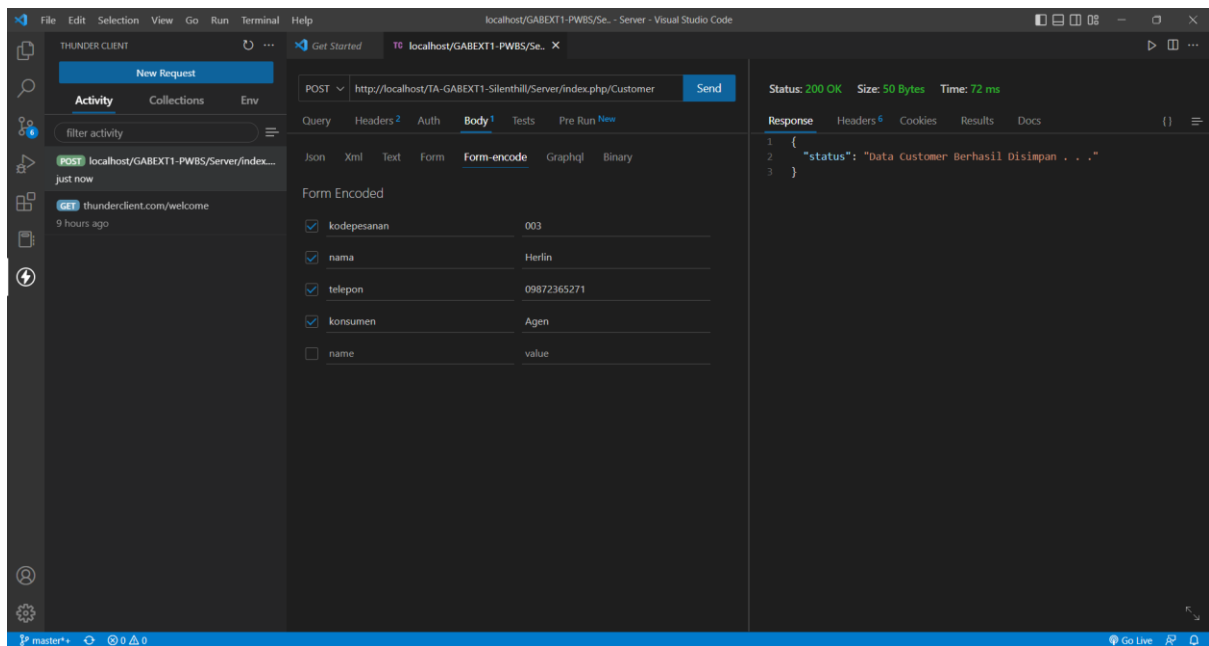 File Edit Selection View Go Run Terminal Help localhost/GABEXT1-PWBS/Se.. - Server - Visual Studio Code
THUNDER CLIENT
New Request
Activity Collections Env
filter activity
POST localhost/GABEXT1-PWBS/Server/index....
just now
GET thunderclient.com/welcome
9 hours ago
6
Get Started TC localhost/GABEXT1-PWBS/Se..
POST http://localhost/TA-GABEXT1-Silenthill/Server/index.php/Customer Send
Query Headers 2 Auth Body 1 Tests Pre Run New
Json Xml Text Form Form-encode Graphql Binary
Form Encoded
kodepesanan 003
nama Herlin
telepon 09872365271
konsumen Agen
name value
Status: 200 OK Size: 50 Bytes Time: 72 ms
Response Headers 6 Cookies Results Docs {}
1 {
2 "status": "Data Customer Berhasil Disimpan . . ."
3 }
master*+ 0 0 Go Live